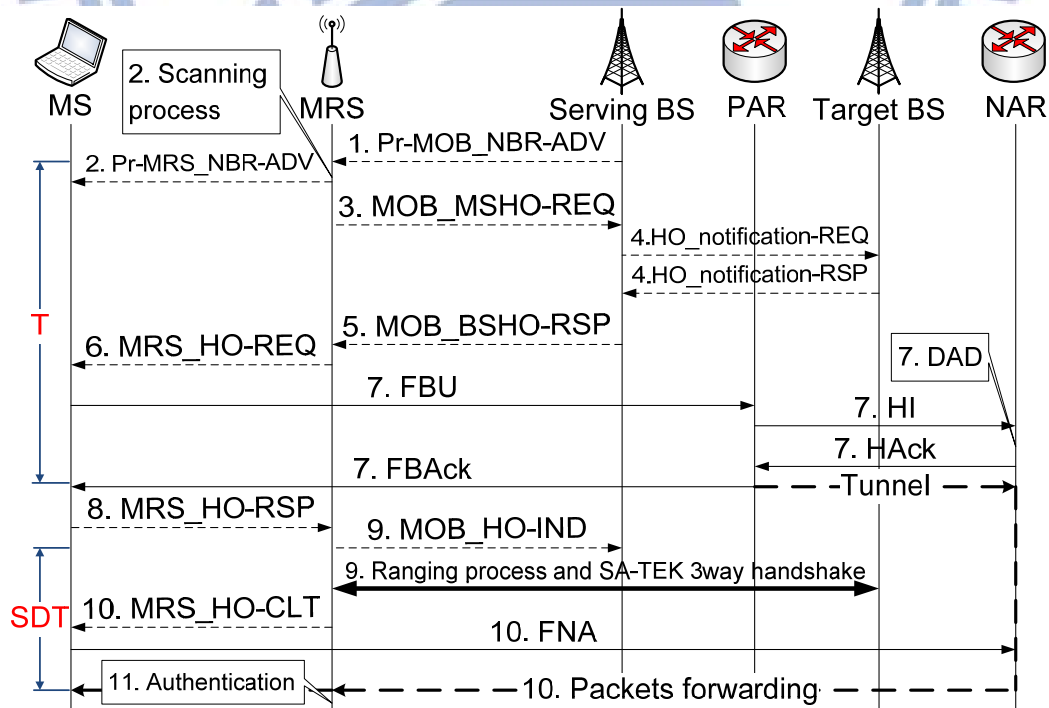 MS
MRS
Serving BS
PAR
Target BS
NAR
2. Scanning
process
1. Pr-MOB_NBR-ADV
2. Pr-MRS_NBR-ADV
3. MOB_MSHO-REQ
4.HO_notification-REQ
4.HO_notification-RSP
T
5. MOB_BSHO-RSP
6. MRS_HO-REQ
7. DAD
7. FBU
7. HI
7. HAck
7. FBAck
Tunnel
8. MRS_HO-RSP
9. MOB_HO-IND
9. Ranging process and SA-TEK 3way handshake
SDT
10. MRS_HO-CLT
10. FNA
11. Authentication
10. Packets forwarding